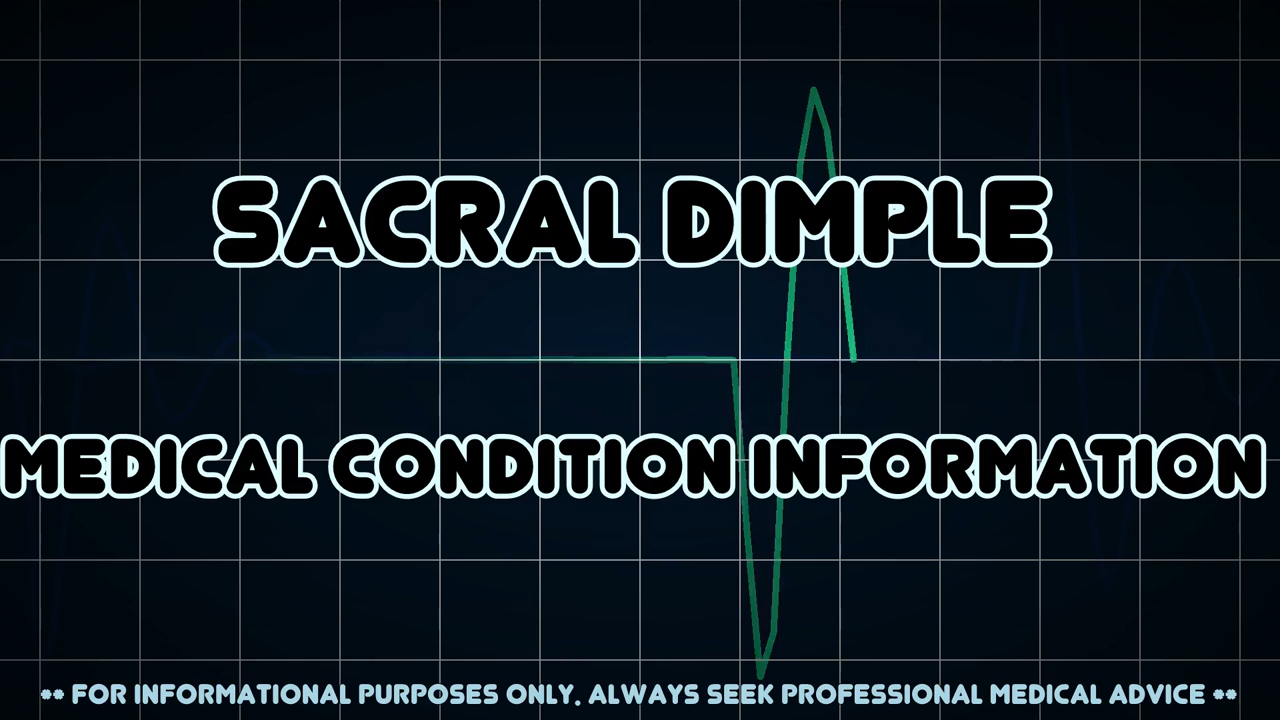 SACRAL DIMPLE
MEDICAL CONDITION INFORMATION
** FOR INFORMATIONAL PURPOSES ONLY. ALWAYS SEEK PROFESSIONAL MEDICAL ADVICE **